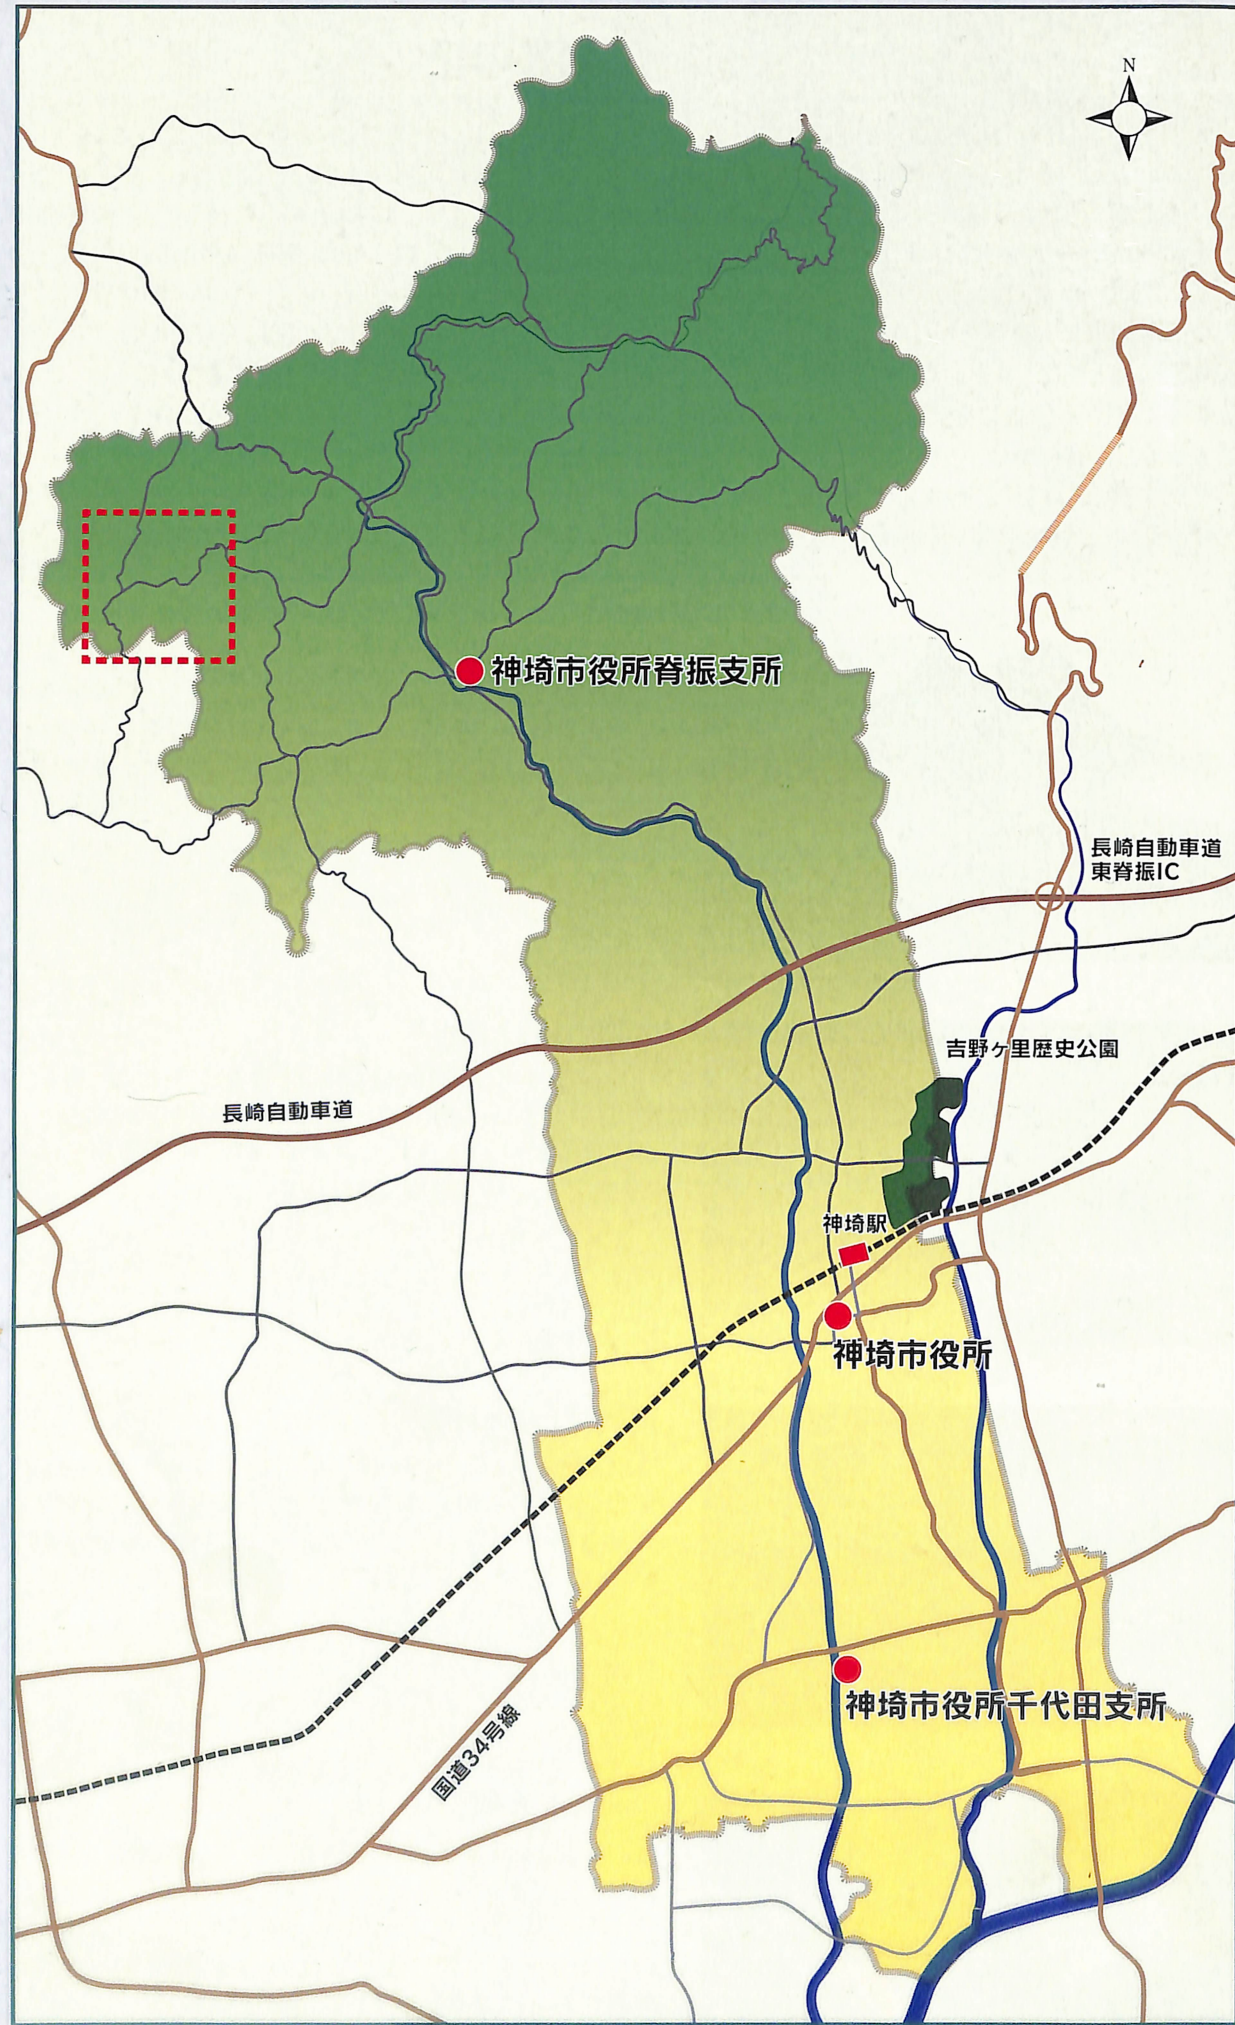 N
神埼市役所脊振支所
長崎自動車道
東脊振IC
吉野ヶ里歴史公園
長崎自動車道
神埼駅
神埼市役所
神埼市役所千代田支所
国道34号線